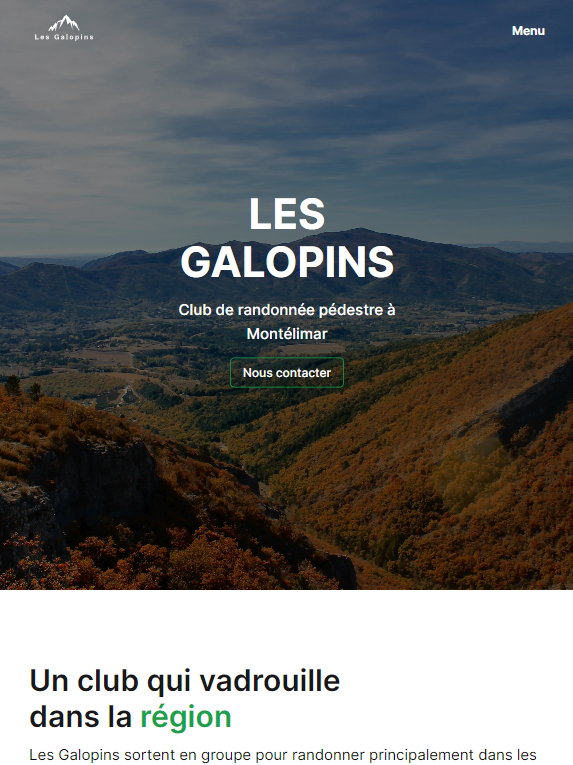 Les Galopins
Menu
LES
GALOPINS
Club de randonnée pédestre à
Montélimar
Nous contacter
Un club qui vadrouille
dans la région
Les Galopins sortent en groupe pour randonner principalement dans les